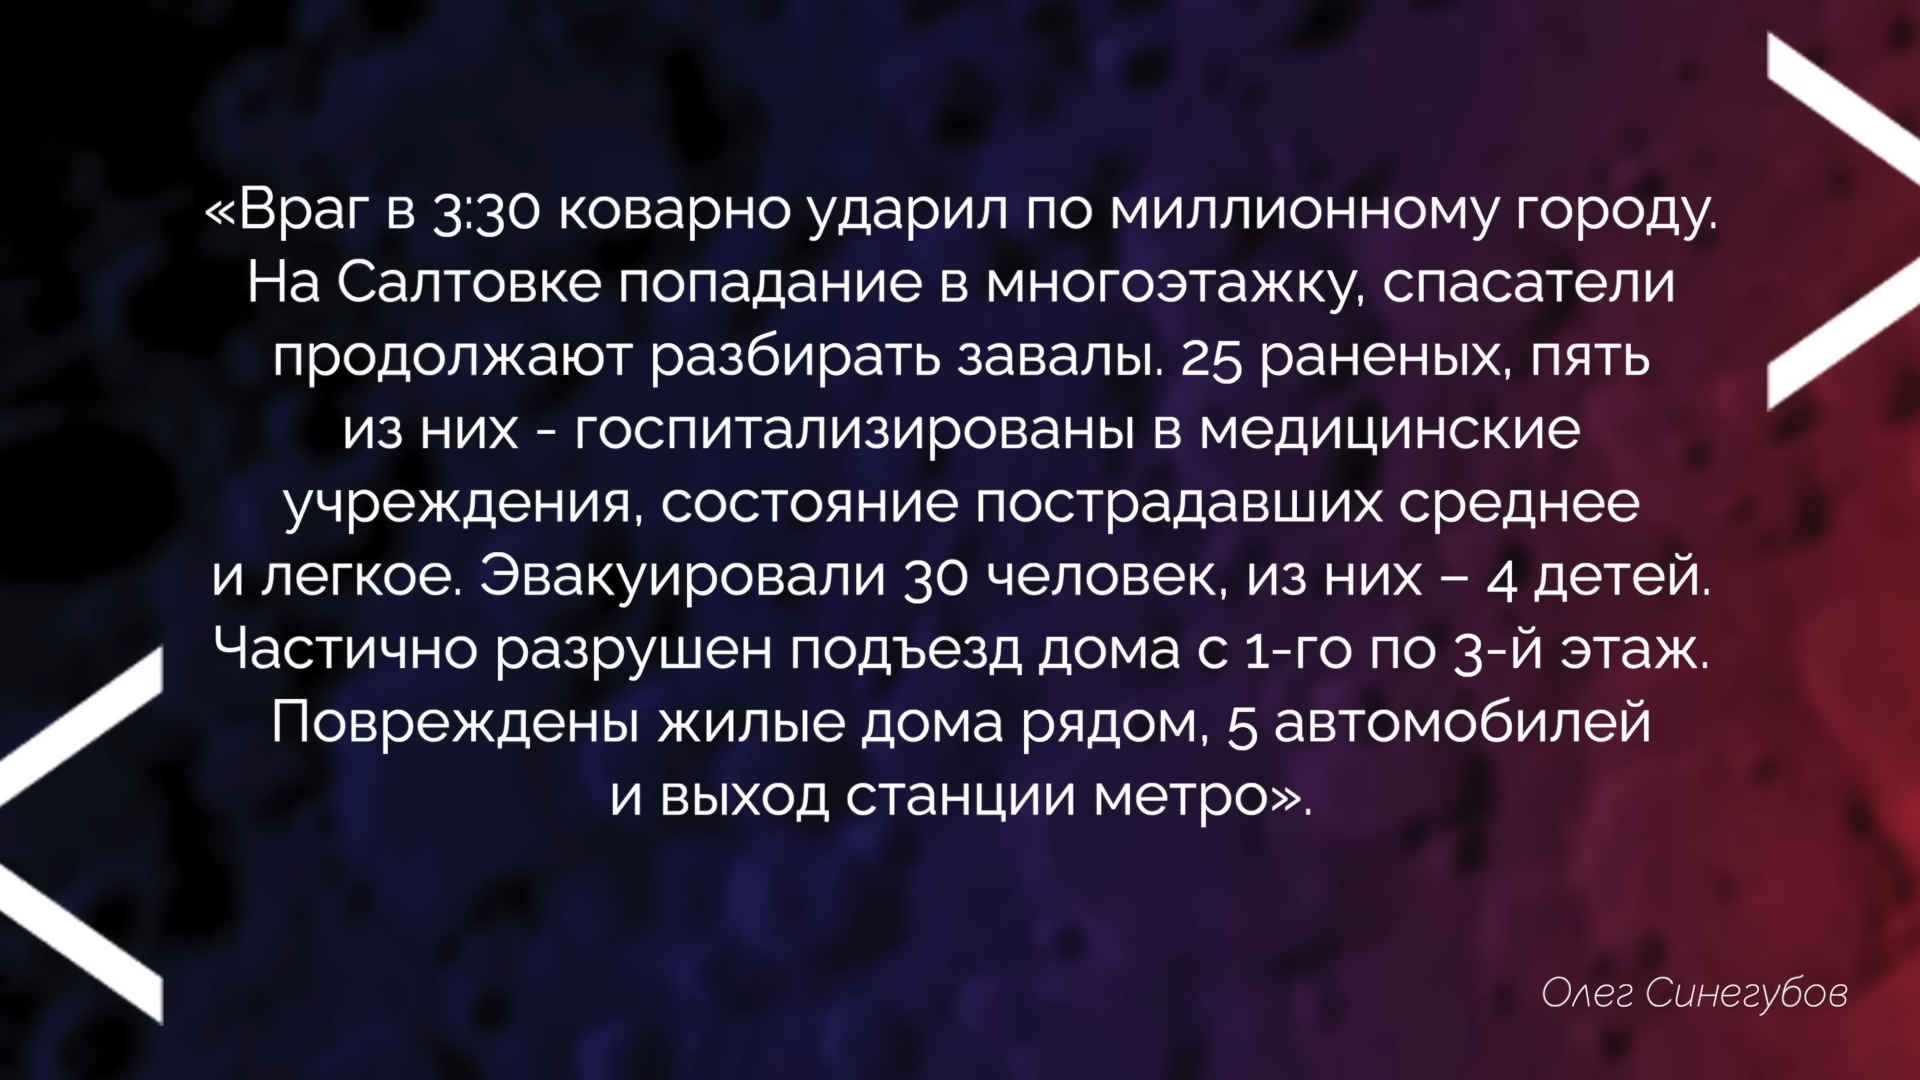 «Враг в 3:30 коварно ударил по миллионному городу.
На Салтовке попадание в многоэтажку, спасатели
продолжают разбирать завалы. 25 раненых, пять
из них - госпитализированы в медицинские
учреждения, состояние пострадавших среднее
и легкое. Эвакуировали 30 человек, из них – 4 детей.
Частично разрушен подъезд дома с 1-го по 3-й этаж.
Повреждены жилые дома рядом, 5 автомобилей
и выход станции метро».
Олег Синегубов